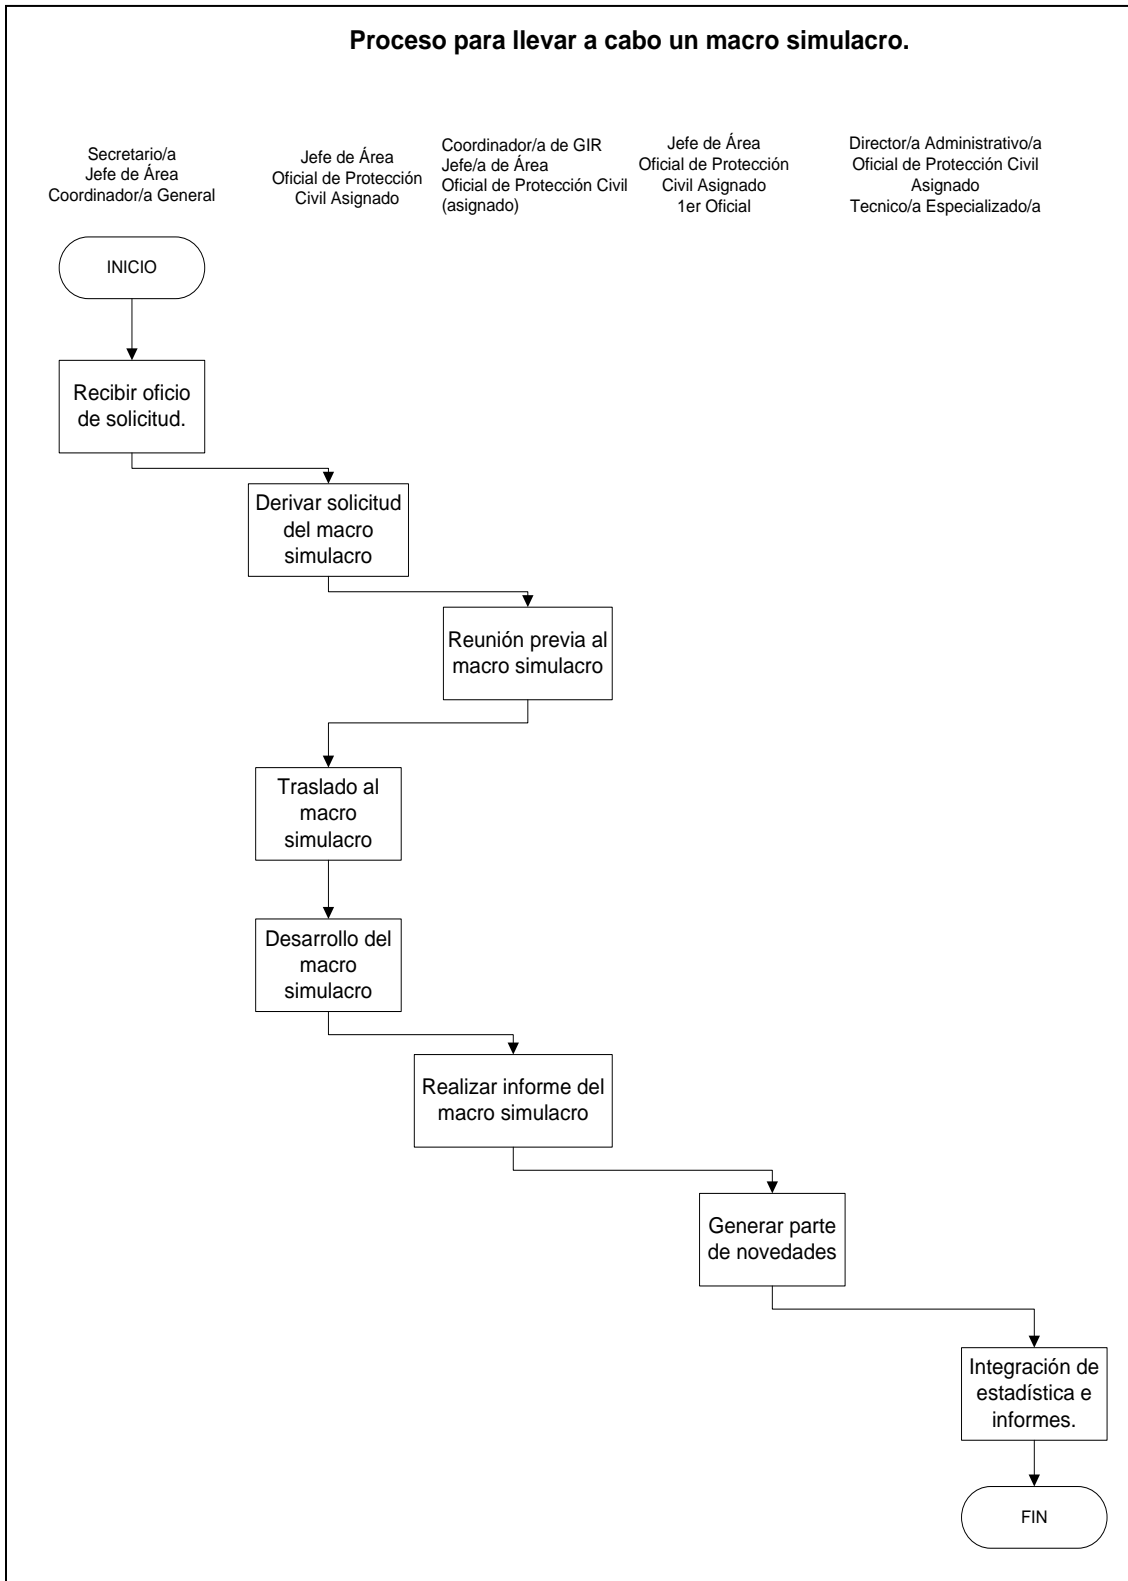 Proceso para llevar a cabo un macro simulacro.
Secretario/a
Jefe de Área
Coordinador/a General
Jefe de Área
Oficial de Protección
Civil Asignado
Coordinador/a de GIR
Jefe/a de Área
Oficial de Protección Civil
(asignado)
Jefe de Área
Oficial de Protección
Civil Asignado
1er Oficial
Director/a Administrativo/a
Oficial de Protección Civil
Asignado
Tecnico/a Especializado/a
INICIO
Recibir oficio
de solicitud.
Derivar solicitud
del macro
simulacro
Reunión previa al
macro simulacro
Traslado al
macro
simulacro
Desarrollo del
macro
simulacro
Realizar informe del
macro simulacro
Generar parte
de novedades
Integración de
estadística e
informes.
FIN